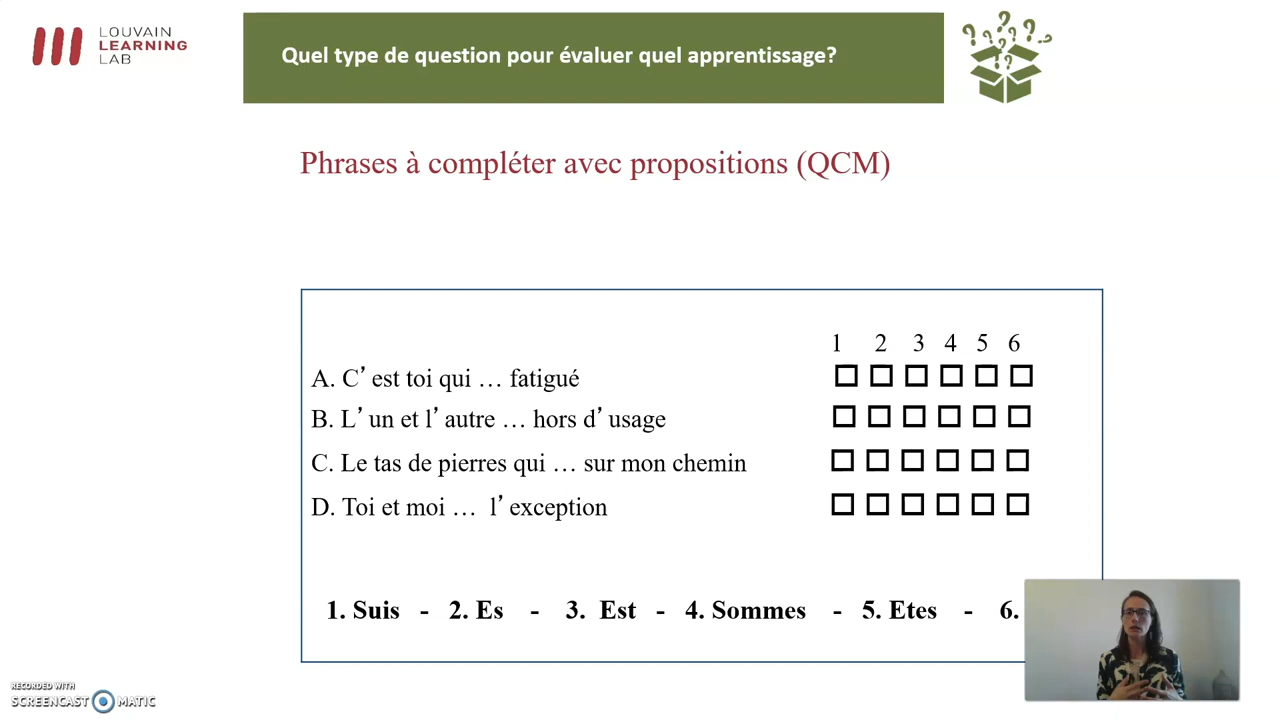 LOUVAIN
LEARNING
LAB
Quel type de question pour évaluer quel apprentissage?
Phrases à compléter avec propositions (QCM)
1 2 3 4 5 6
A. C’est toi qui … fatigué
B. L’un et l’autre … hors d’usage
C. Le tas de pierres qui … sur mon chemin
D. Toi et moi … l’exception
1. Suis - 2. Es - 3. Est - 4. Sommes - 5. Etes - 6.
RECORDED WITH
SCREENCAST MATIC